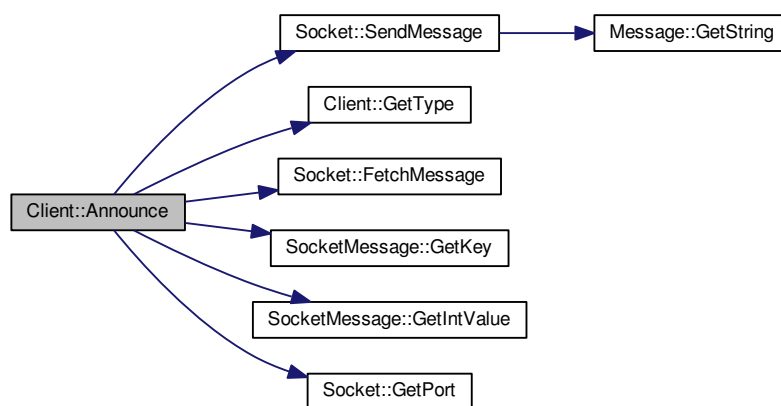 Socket::SendMessage
Message::GetString
Client::GetType
Socket::FetchMessage
Client::Announce
SocketMessage::GetKey
SocketMessage::GetIntValue
Socket::GetPort